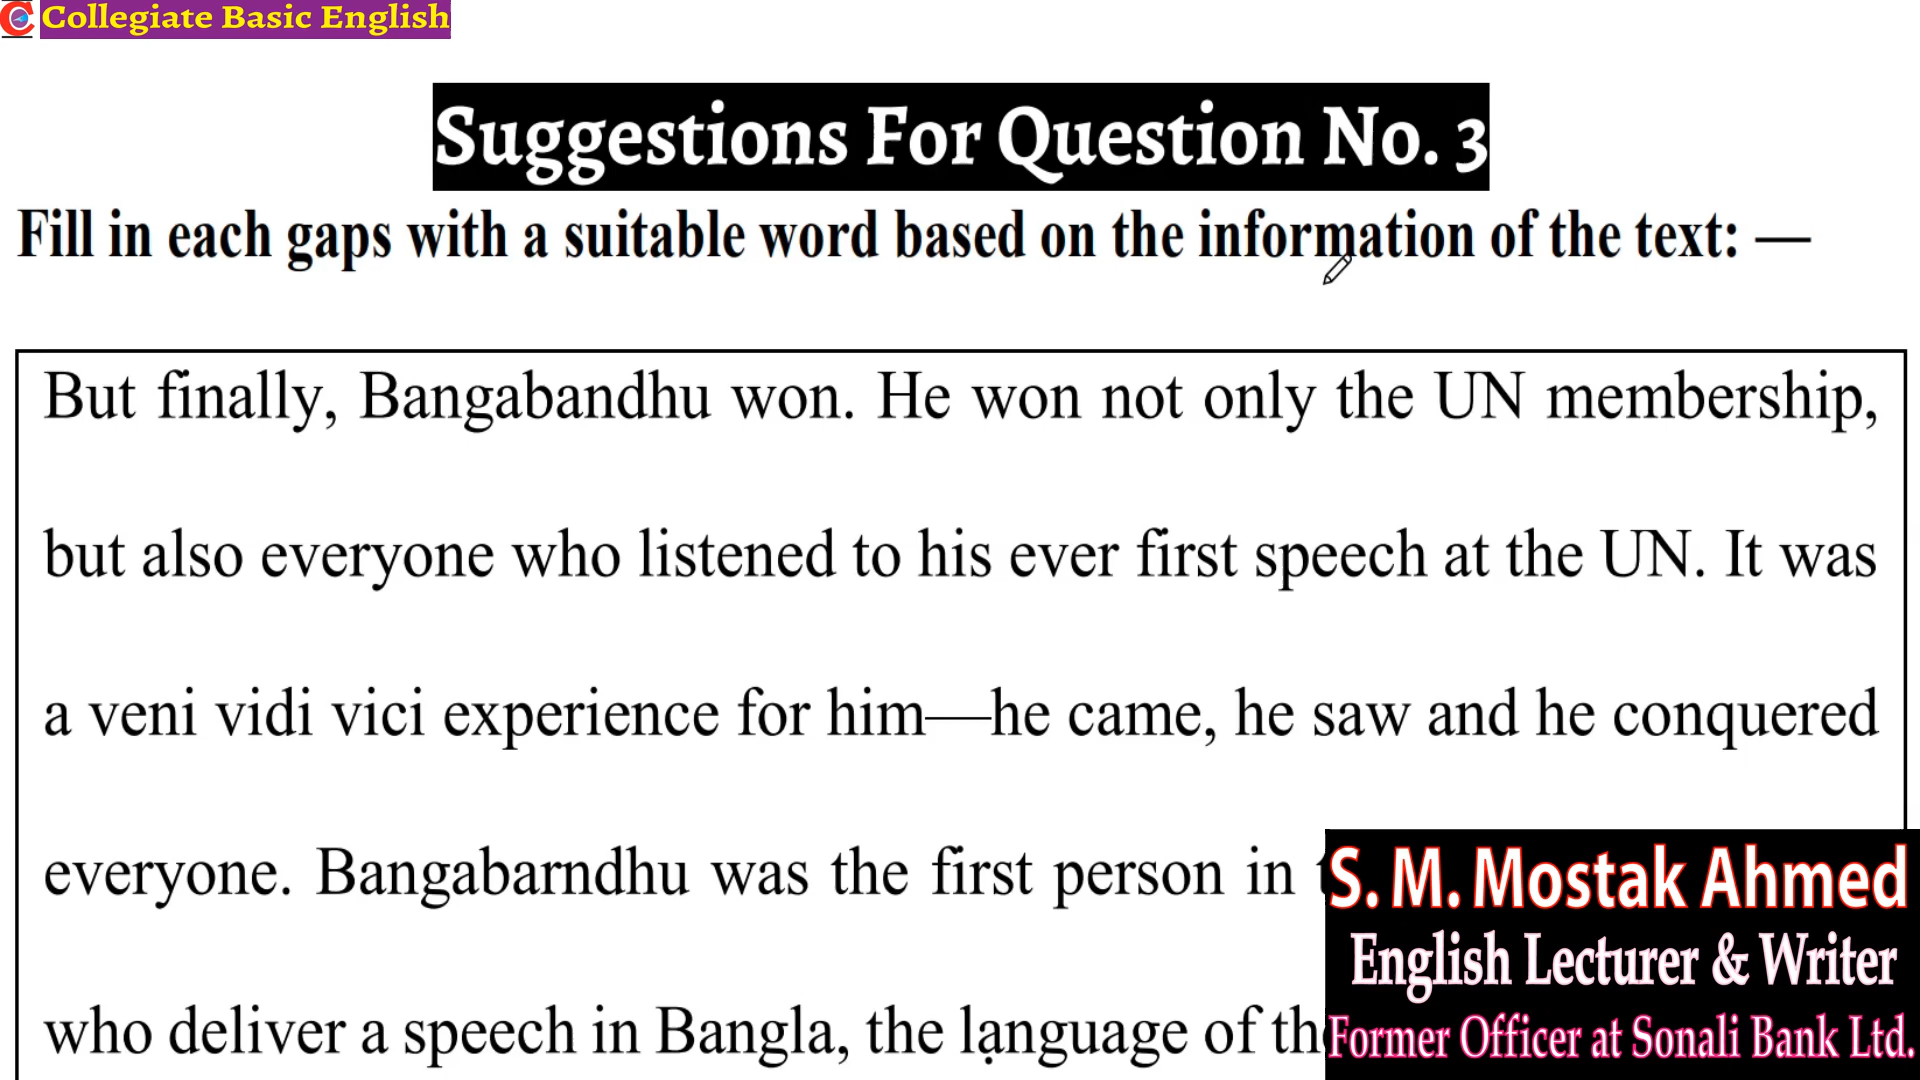 Collegiate Basic English
Suggestions For Question No. 3
Fill in each gaps with a suitable word based on the information of the text: —
But finally, Bangabandhu won. He won not only the UN membership,
but also everyone who listened to his ever first speech at the UN. It was
a veni vidi vici experience for him—he came, he saw and he conquered
everyone. Bangabarndhu was the first person in
who deliver a speech in Bangla, the language of
S. M. Mostak Ahmed
English Lecturer & Writer
Former Officer at Sonali Bank Ltd.